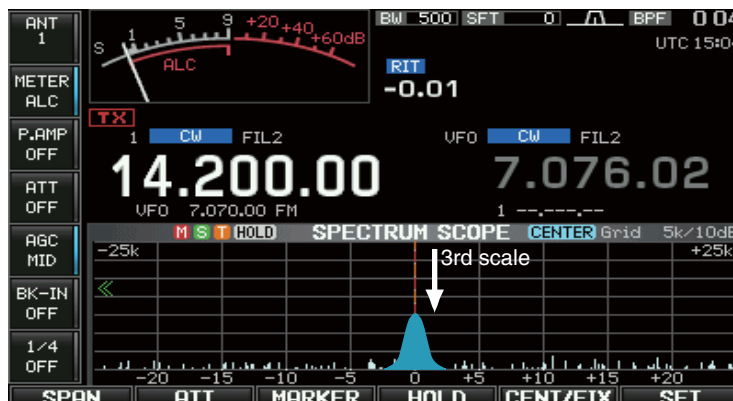 ANT
1
METER
ALC
P.AMP
OFF
ATT
OFF
AGC
MID
BK-IN
OFF
1/4
OFF
S 1 5 9 +20 +40 +60dB
ALC
BW 500 SFT 0 BPF 0 04
UTC 15:04
RIT
-0.01
TX
1 CW FIL2
14.200.00
VFO 7.070.00 FM
VFO CW FIL2
7.076.02
1 --.---.--
M S T HOLD SPECTRUM SCOPE CENTER Grid 5k/10dB
-25k +25k
3rd scale
-20 -15 -10 -5 0 +5 +10 +15 +20
SPAN ATT MARKER HOLD CENT/FIX SET